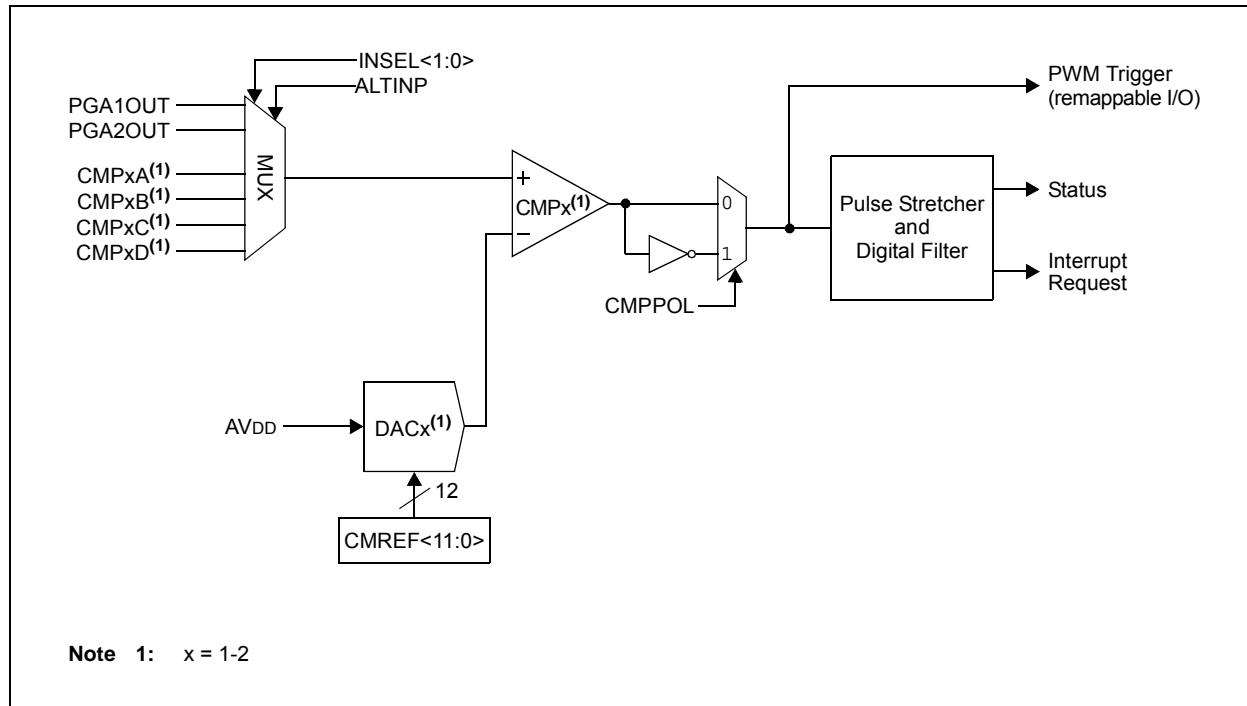 INSEL<1:0>
ALTINP
PGA1OUT
PGA2OUT
CMPxA(1)
CMPxB(1)
CMPxC(1)
CMPxD(1)
MUX
+
CMPx(1)
–
0
1
CMPPOL
PWM Trigger
(remappable I/O)
Pulse Stretcher
and
Digital Filter
Status
Interrupt
Request
AVDD
DACx(1)
12
CMREF<11:0>
Note 1: x = 1-2